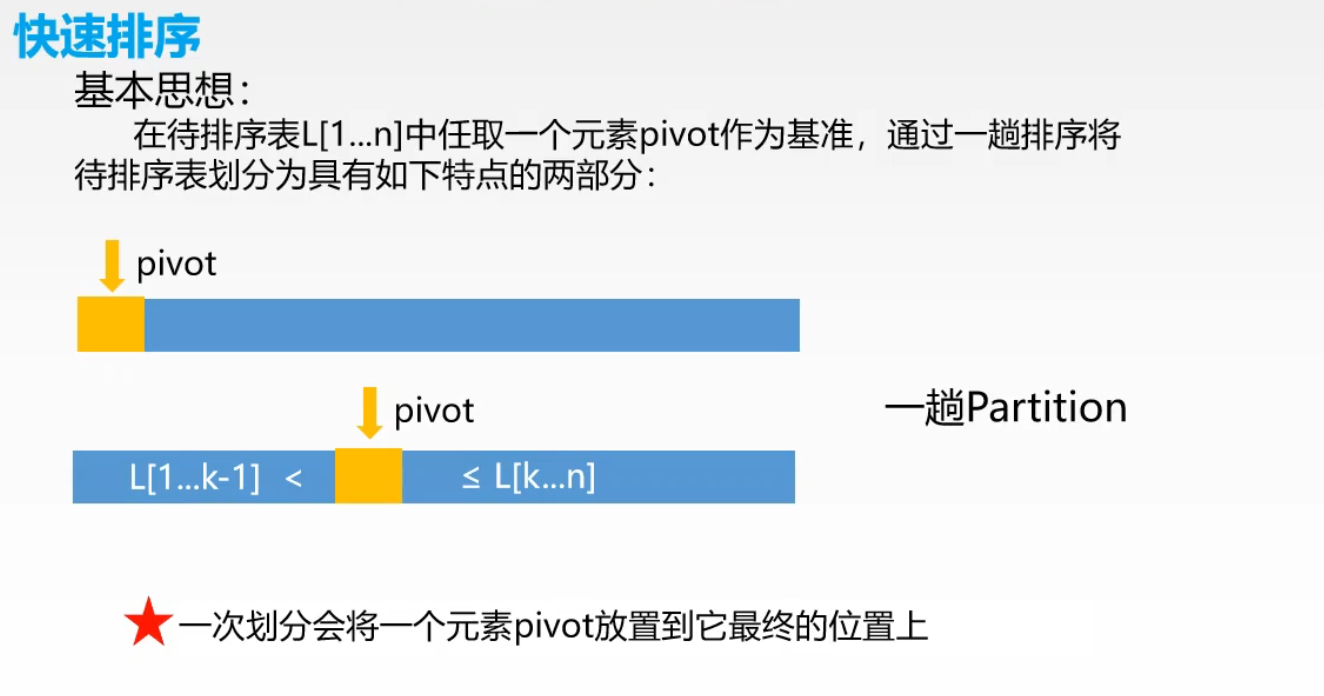 快速排序
基本思想：
在待排序表L[1...n]中任取一个元素pivot作为基准，通过一趟排序将
待排序表划分为具有如下特点的两部分：
pivot
pivot
一趟Partition
L[1...k-1] < ≤ L[k...n]
一次划分会将一个元素pivot放置到它最终的位置上